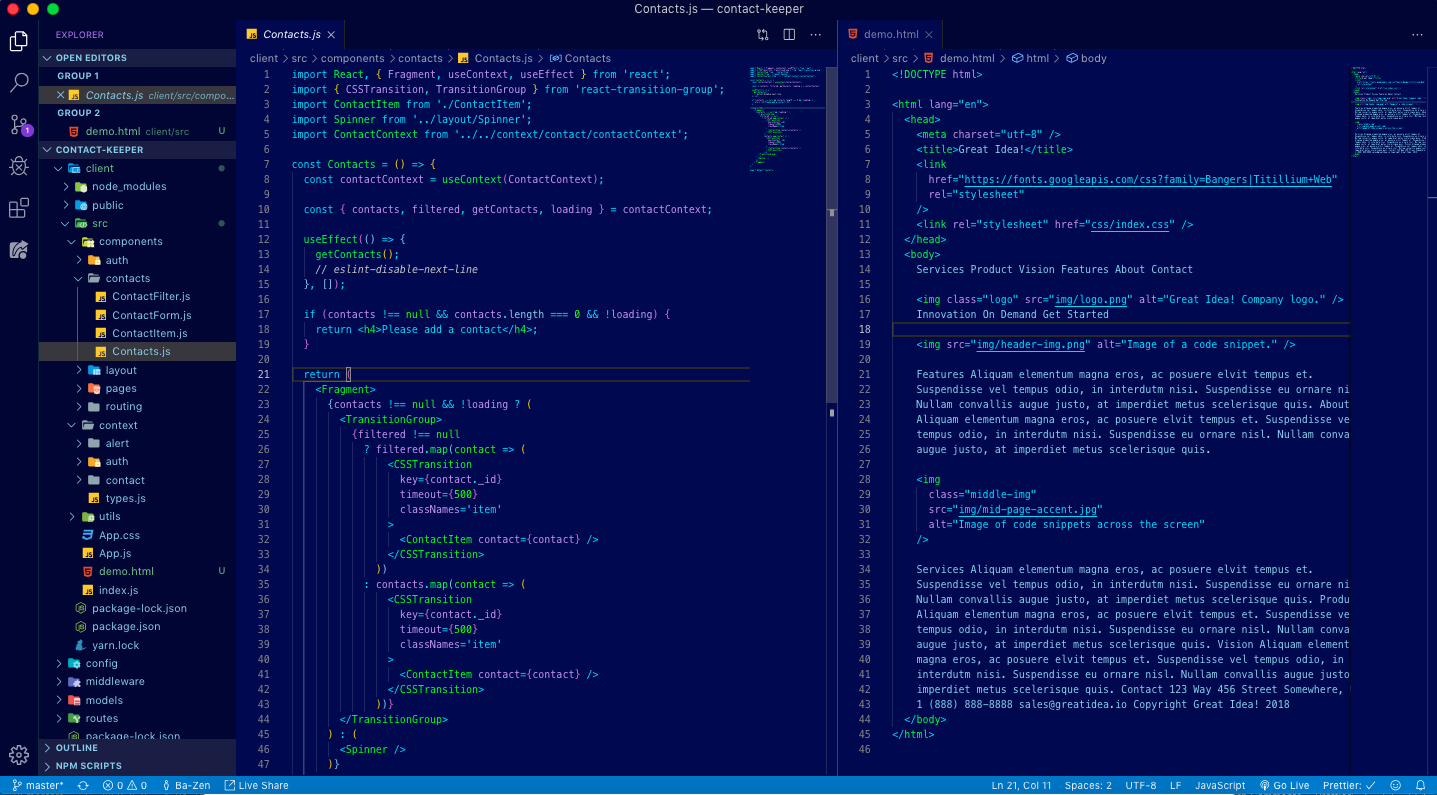 Contacts.js — contact-keeper
EXPLORER
OPEN EDITORS
GROUP 1
Contacts.js client/src/compo...
GROUP 2
demo.html client/src U
1
CONTACT-KEEPER
client
node_modules
public
src
components
auth
contacts
ContactFilter.js
ContactForm.js
ContactItem.js
Contacts.js
layout
pages
routing
context
alert
auth
contact
types.js
utils
App.css
App.js
demo.html U
index.js
package-lock.json
package.json
yarn.lock
config
middleware
models
routes
package-lock.json
OUTLINE
NPM SCRIPTS
Contacts.js
client > src > components > contacts > Contacts.js > Contacts
1 import React, { Fragment, useContext, useEffect } from 'react';
2 import { CSSTransition, TransitionGroup } from 'react-transition-group';
3 import ContactItem from './ContactItem';
4 import Spinner from '../layout/Spinner';
5 import ContactContext from '../../context/contact/contactContext';
6
7 const Contacts = () => {
8 const contactContext = useContext(ContactContext);
9
10 const { contacts, filtered, getContacts, loading } = contactContext;
11
12 useEffect(() => {
13 getContacts();
14 // eslint-disable-next-line
15 }, []);
16
17 if (contacts !== null && contacts.length === 0 && !loading) {
18 return <h4>Please add a contact</h4>;
19 }
20
21 return (
22 <Fragment>
23 {contacts !== null && !loading ? (
24 <TransitionGroup>
25 {filtered !== null
26 ? filtered.map(contact => (
27 <CSSTransition
28 key={contact._id}
29 timeout={500}
30 classNames='item'
31 >
32 <ContactItem contact={contact} />
33 </CSSTransition>
34 ))
35 : contacts.map(contact => (
36 <CSSTransition
37 key={contact._id}
38 timeout={500}
39 classNames='item'
40 >
41 <ContactItem contact={contact} />
42 </CSSTransition>
43 ))}
44 </TransitionGroup>
45 ) : (
46 <Spinner />
47 )}
demo.html
client > src > demo.html > html > body
1 <!DOCTYPE html>
2
3 <html lang="en">
4 <head>
5 <meta charset="utf-8" />
6 <title>Great Idea!</title>
7 <link
8 href="https://fonts.googleapis.com/css?family=Bangers|Titillium+Web"
9 rel="stylesheet"
10 />
11 <link rel="stylesheet" href="css/index.css" />
12 </head>
13 <body>
14 Services Product Vision Features About Contact
15
16 <img class="logo" src="img/logo.png" alt="Great Idea! Company logo." />
17 Innovation On Demand Get Started
18
19 <img src="img/header-img.png" alt="Image of a code snippet." />
20
21 Features Aliquam elementum magna eros, ac posuere elvit tempus et.
22 Suspendisse vel tempus odio, in interdutm nisi. Suspendisse eu ornare ni
23 Nullam convallis augue justo, at imperdiet metus scelerisque quis. About
24 Aliquam elementum magna eros, ac posuere elvit tempus et. Suspendisse ve
25 tempus odio, in interdutm nisi. Suspendisse eu ornare nisl. Nullam conva
26 augue justo, at imperdiet metus scelerisque quis.
27
28 <img
29 class="middle-img"
30 src="img/mid-page-accent.jpg"
31 alt="Image of code snippets across the screen"
32 />
33
34 Services Aliquam elementum magna eros, ac posuere elvit tempus et.
35 Suspendisse vel tempus odio, in interdutm nisi. Suspendisse eu ornare ni
36 Nullam convallis augue justo, at imperdiet metus scelerisque quis. Produ
37 Aliquam elementum magna eros, ac posuere elvit tempus et. Suspendisse ve
38 tempus odio, in interdutm nisi. Suspendisse eu ornare nisl. Nullam conva
39 augue justo, at imperdiet metus scelerisque quis. Vision Aliquam element
40 magna eros, ac posuere elvit tempus et. Suspendisse vel tempus odio, in
41 interdutm nisi. Suspendisse eu ornare nisl. Nullam convallis augue justo
42 imperdiet metus scelerisque quis. Contact 123 Way 456 Street Somewhere,
43 1 (888) 888-8888 sales@greatidea.io Copyright Great Idea! 2018
44 </body>
45 </html>
46
master* 0 0 Ba-Zen Live Share Ln 21, Col 11 Spaces: 2 UTF-8 LF JavaScript Go Live Prettier: ✓